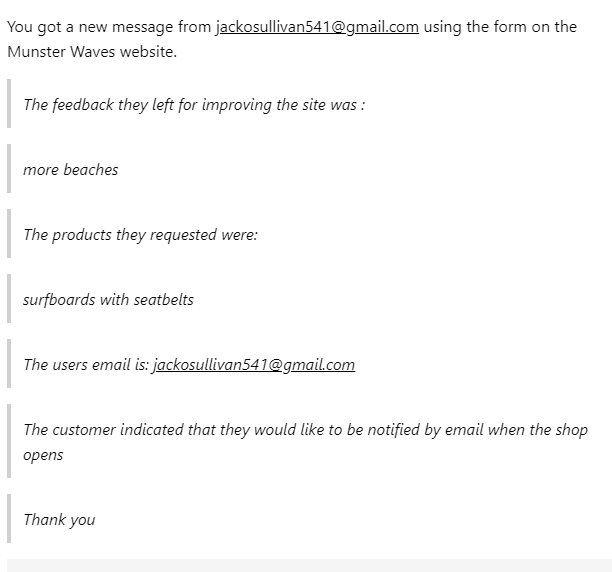 You got a new message from jackosullivan541@gmail.com using the form on the
Munster Waves website.
The feedback they left for improving the site was :
more beaches
The products they requested were:
surfboards with seatbelts
The users email is: jackosullivan541@gmail.com
The customer indicated that they would like to be notified by email when the shop
opens
Thank you